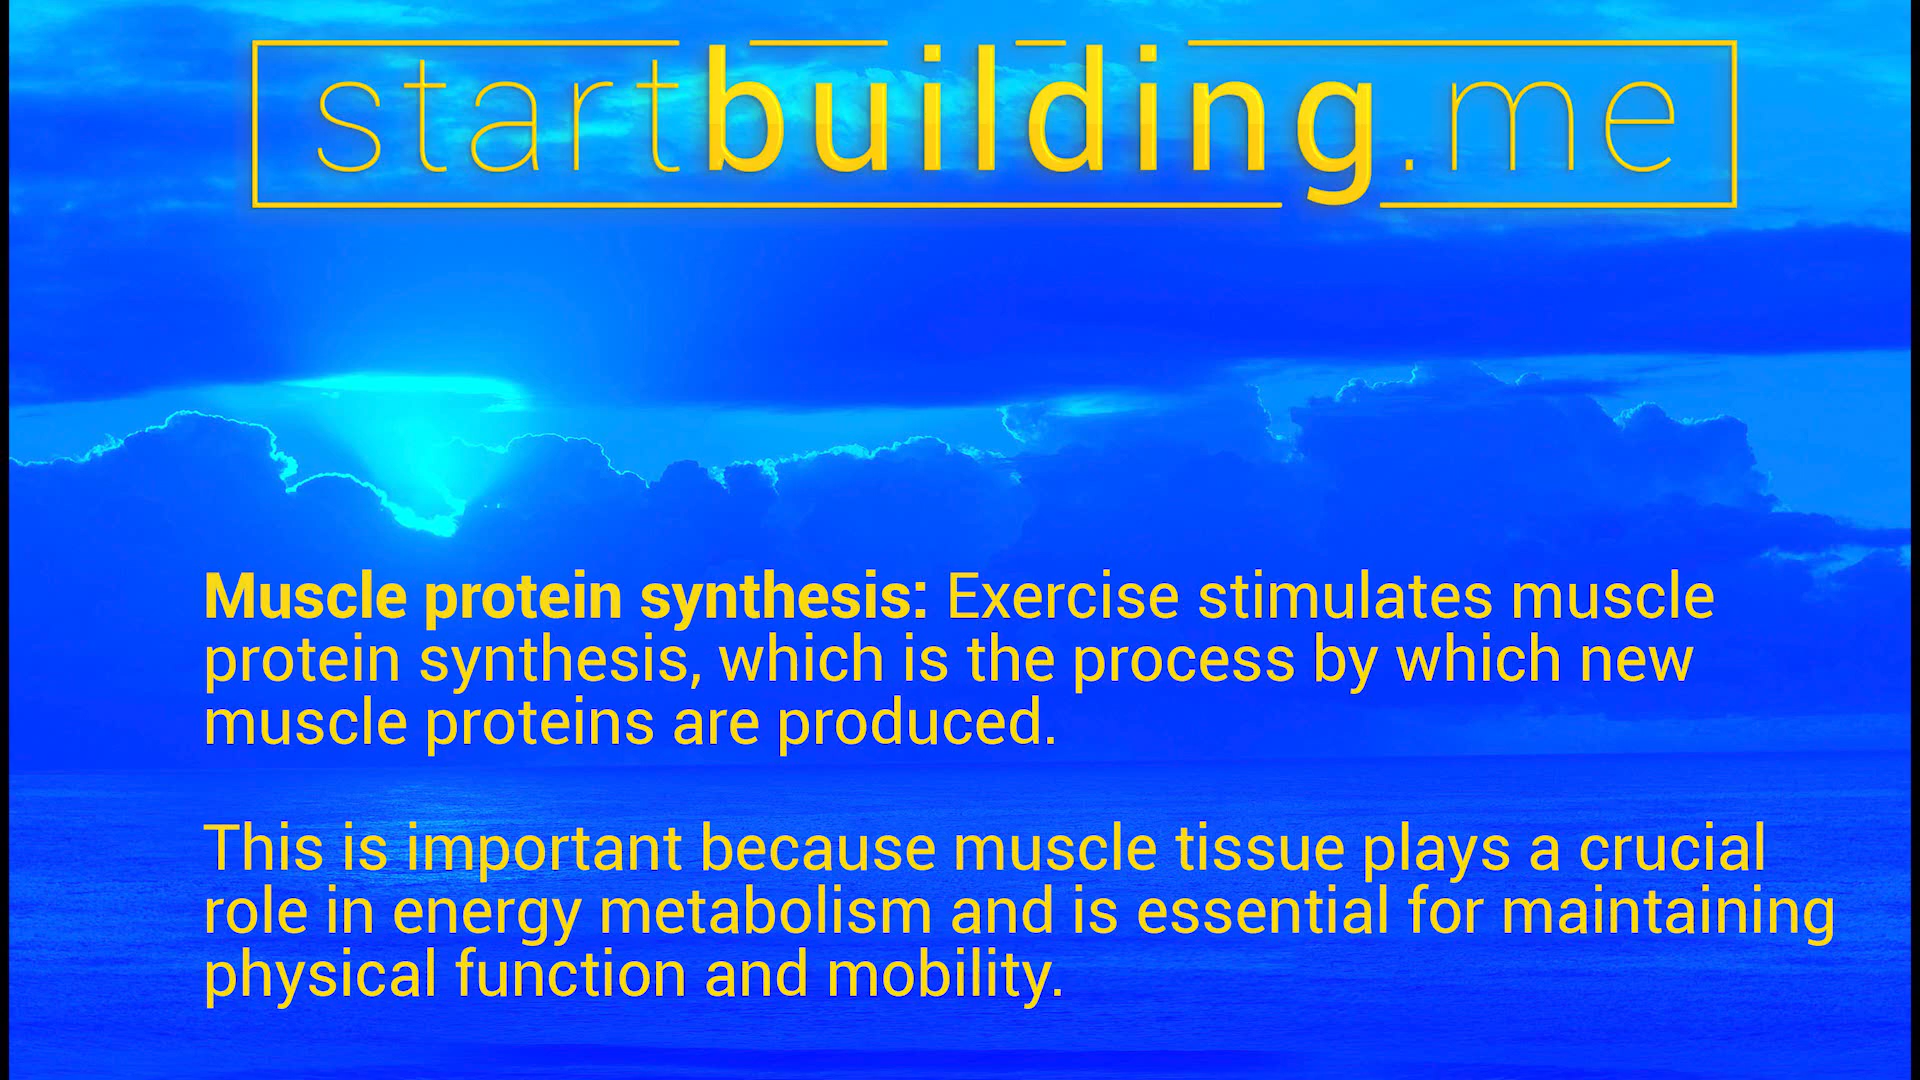 startbuilding.me
Muscle protein synthesis: Exercise stimulates muscle
protein synthesis, which is the process by which new
muscle proteins are produced.
This is important because muscle tissue plays a crucial
role in energy metabolism and is essential for maintaining
physical function and mobility.